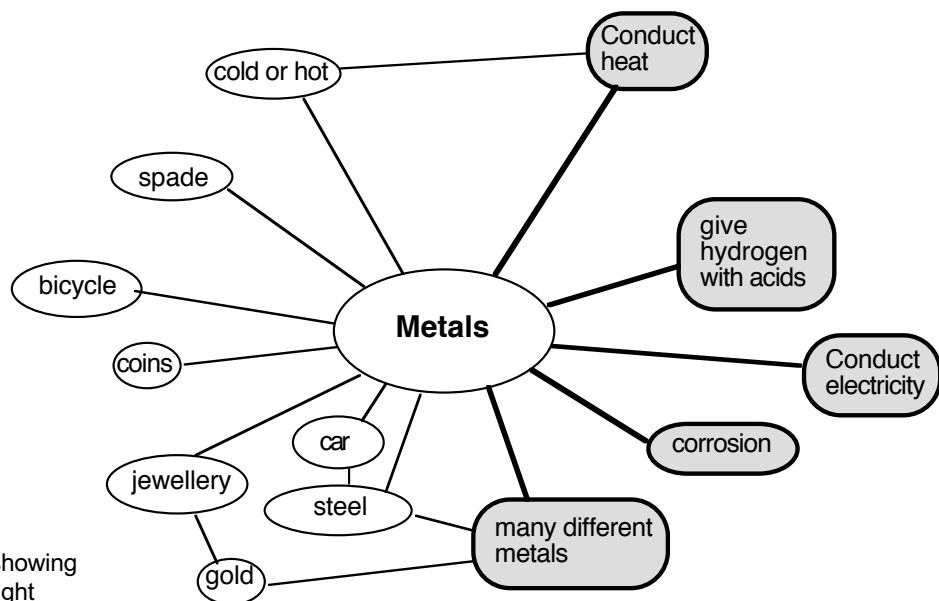 Conduct
heat
cold or hot
spade
give
hydrogen
with acids
bicycle
Metals
coins
Conduct
electricity
car
corrosion
jewellery
steel
many different
metals
showing
gold